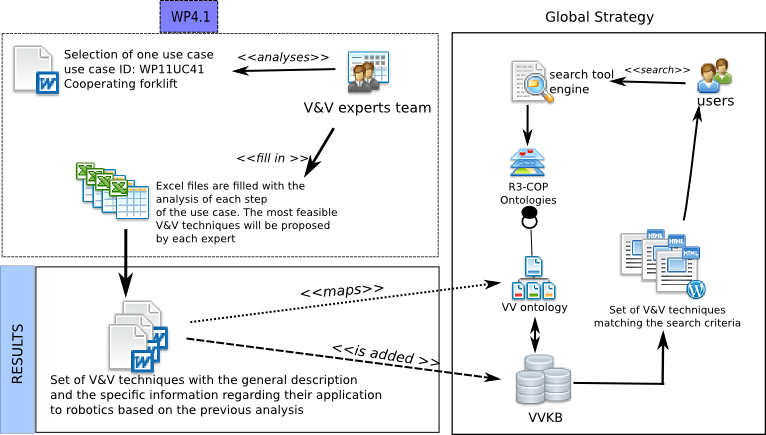 WP4.1
Global Strategy
Selection of one use case
use case ID: WP11UC41
Cooperating forklift
<<analyses>>
V&V experts team
<<fill in >>
Excel files are filled with the
analysis of each step
of the use case. The most feasible
V&V techniques will be proposed
by each expert
RESULTS
Set of V&V techniques with the general description
and the specific information regarding their application
to robotics based on the previous analysis
<<maps>>
<<is added >>
search tool
engine
<<search>>
users
R3-COP
Ontologies
VV ontology
VVKB
HTML
HTML
HTML
Set of V&V techniques
matching the search criteria